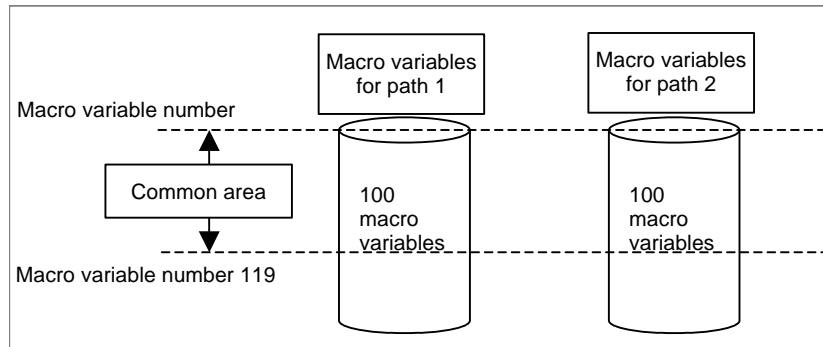 Macro variables
for path 1
Macro variables
for path 2
Macro variable number
Common area
100
macro
variables
100
macro
variables
Macro variable number 119